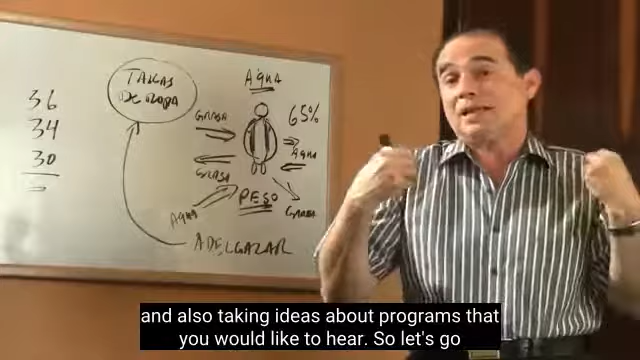 36
34
30
TALLAS
DE ROPA
AGUA
GRASA
65%
AGUA
GRASA
PESO
AGUA
GRASA
ADELGAZAR
and also taking ideas about programs that
you would like to hear. So let's go